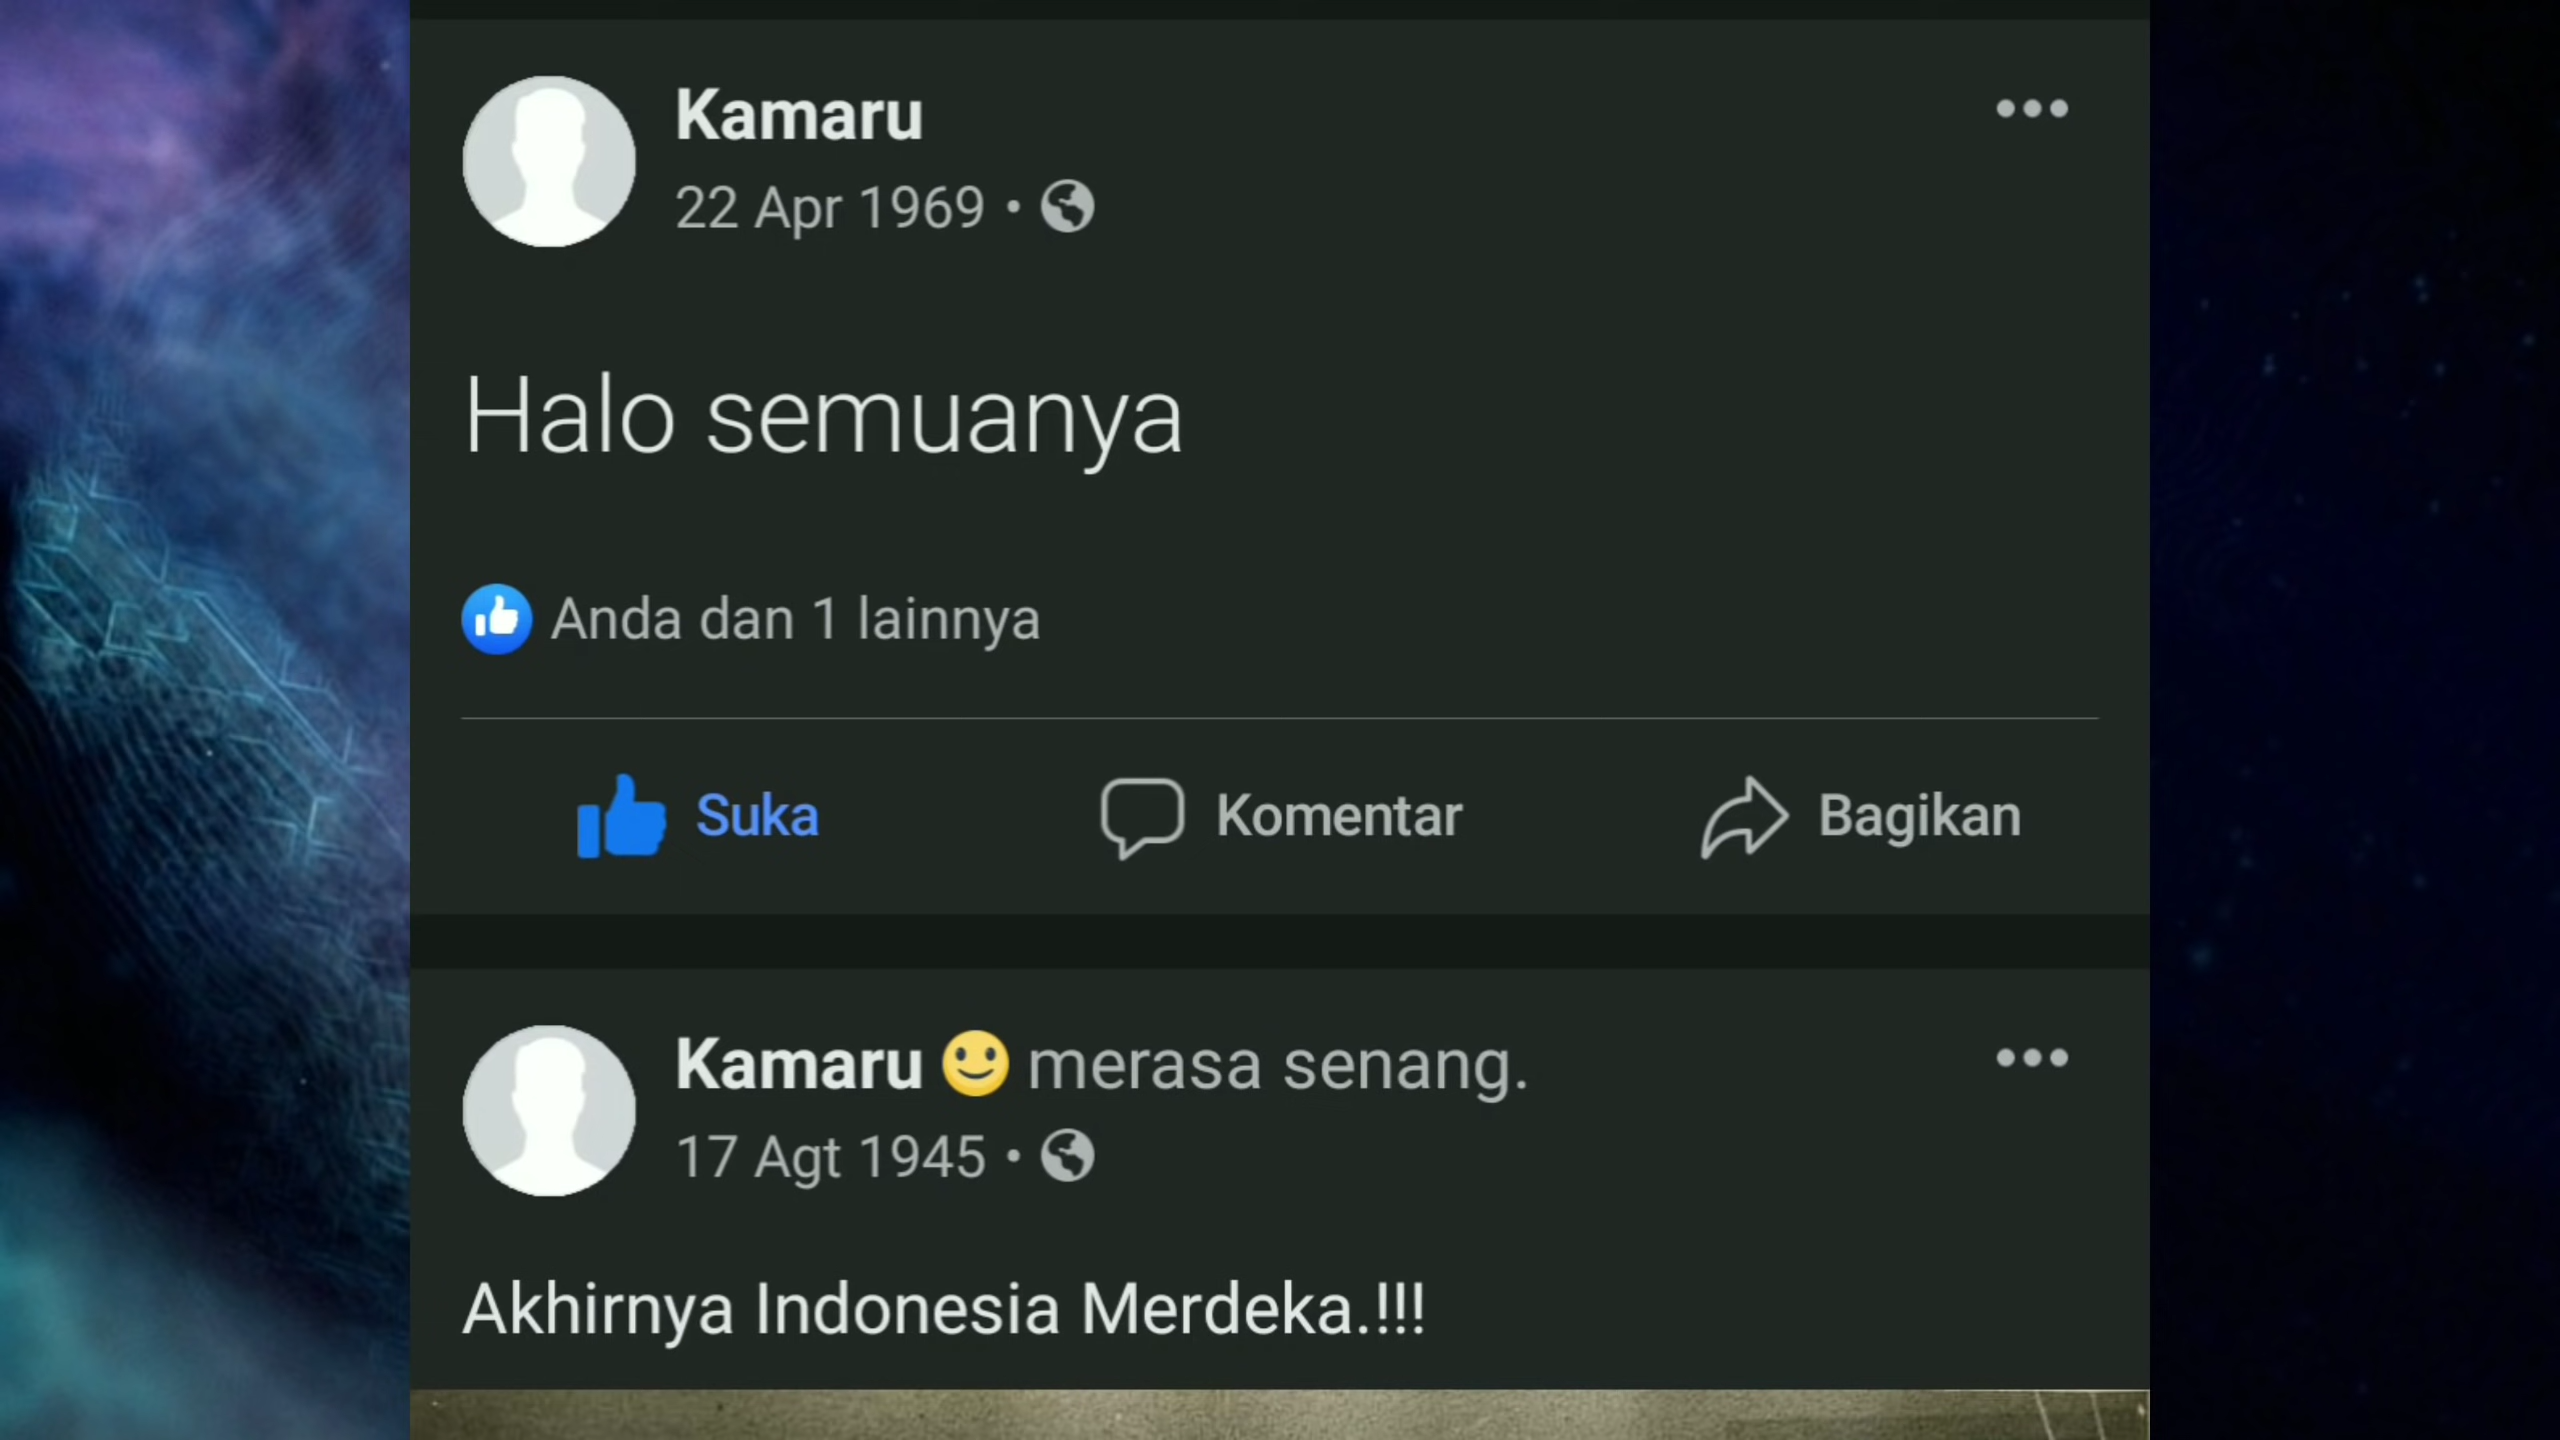 Kamaru
22 Apr 1969 •
Halo semuanya
Anda dan 1 lainnya
Suka Komentar Bagikan
Kamaru 🙂 merasa senang.
17 Agt 1945 •
Akhirnya Indonesia Merdeka.!!!